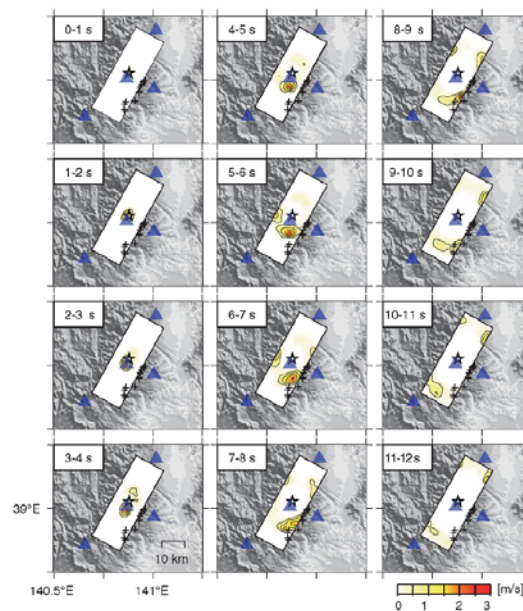 0-1 s
4-5 s
8-9 s
1-2 s
5-6 s
9-10 s
2-3 s
6-7 s
10-11 s
3-4 s
7-8 s
11-12s
39°E
10 km
140.5°E
141°E
[m/s]
0 1 2 3